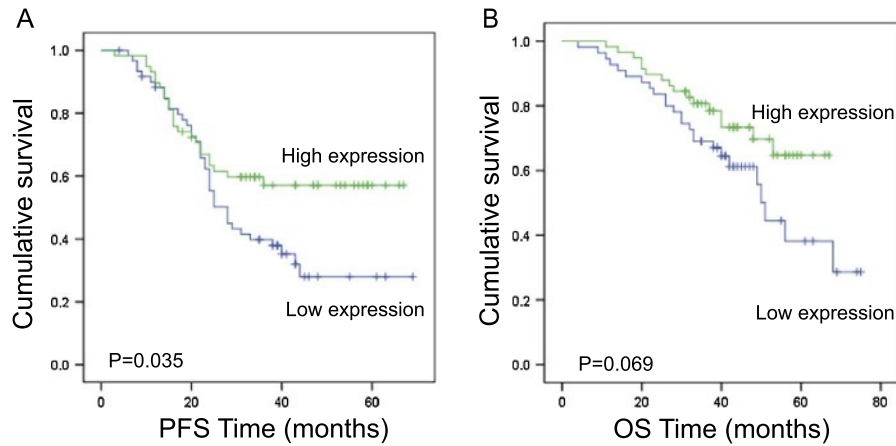 A
Cumulative survival
1.0
0.8
0.6
0.4
0.2
0.0
High expression
Low expression
P=0.035
0
20
40
60
PFS Time (months)
B
Cumulative survival
1.0
0.8
0.6
0.4
0.2
0.0
High expression
Low expression
P=0.069
0
20
40
60
80
OS Time (months)